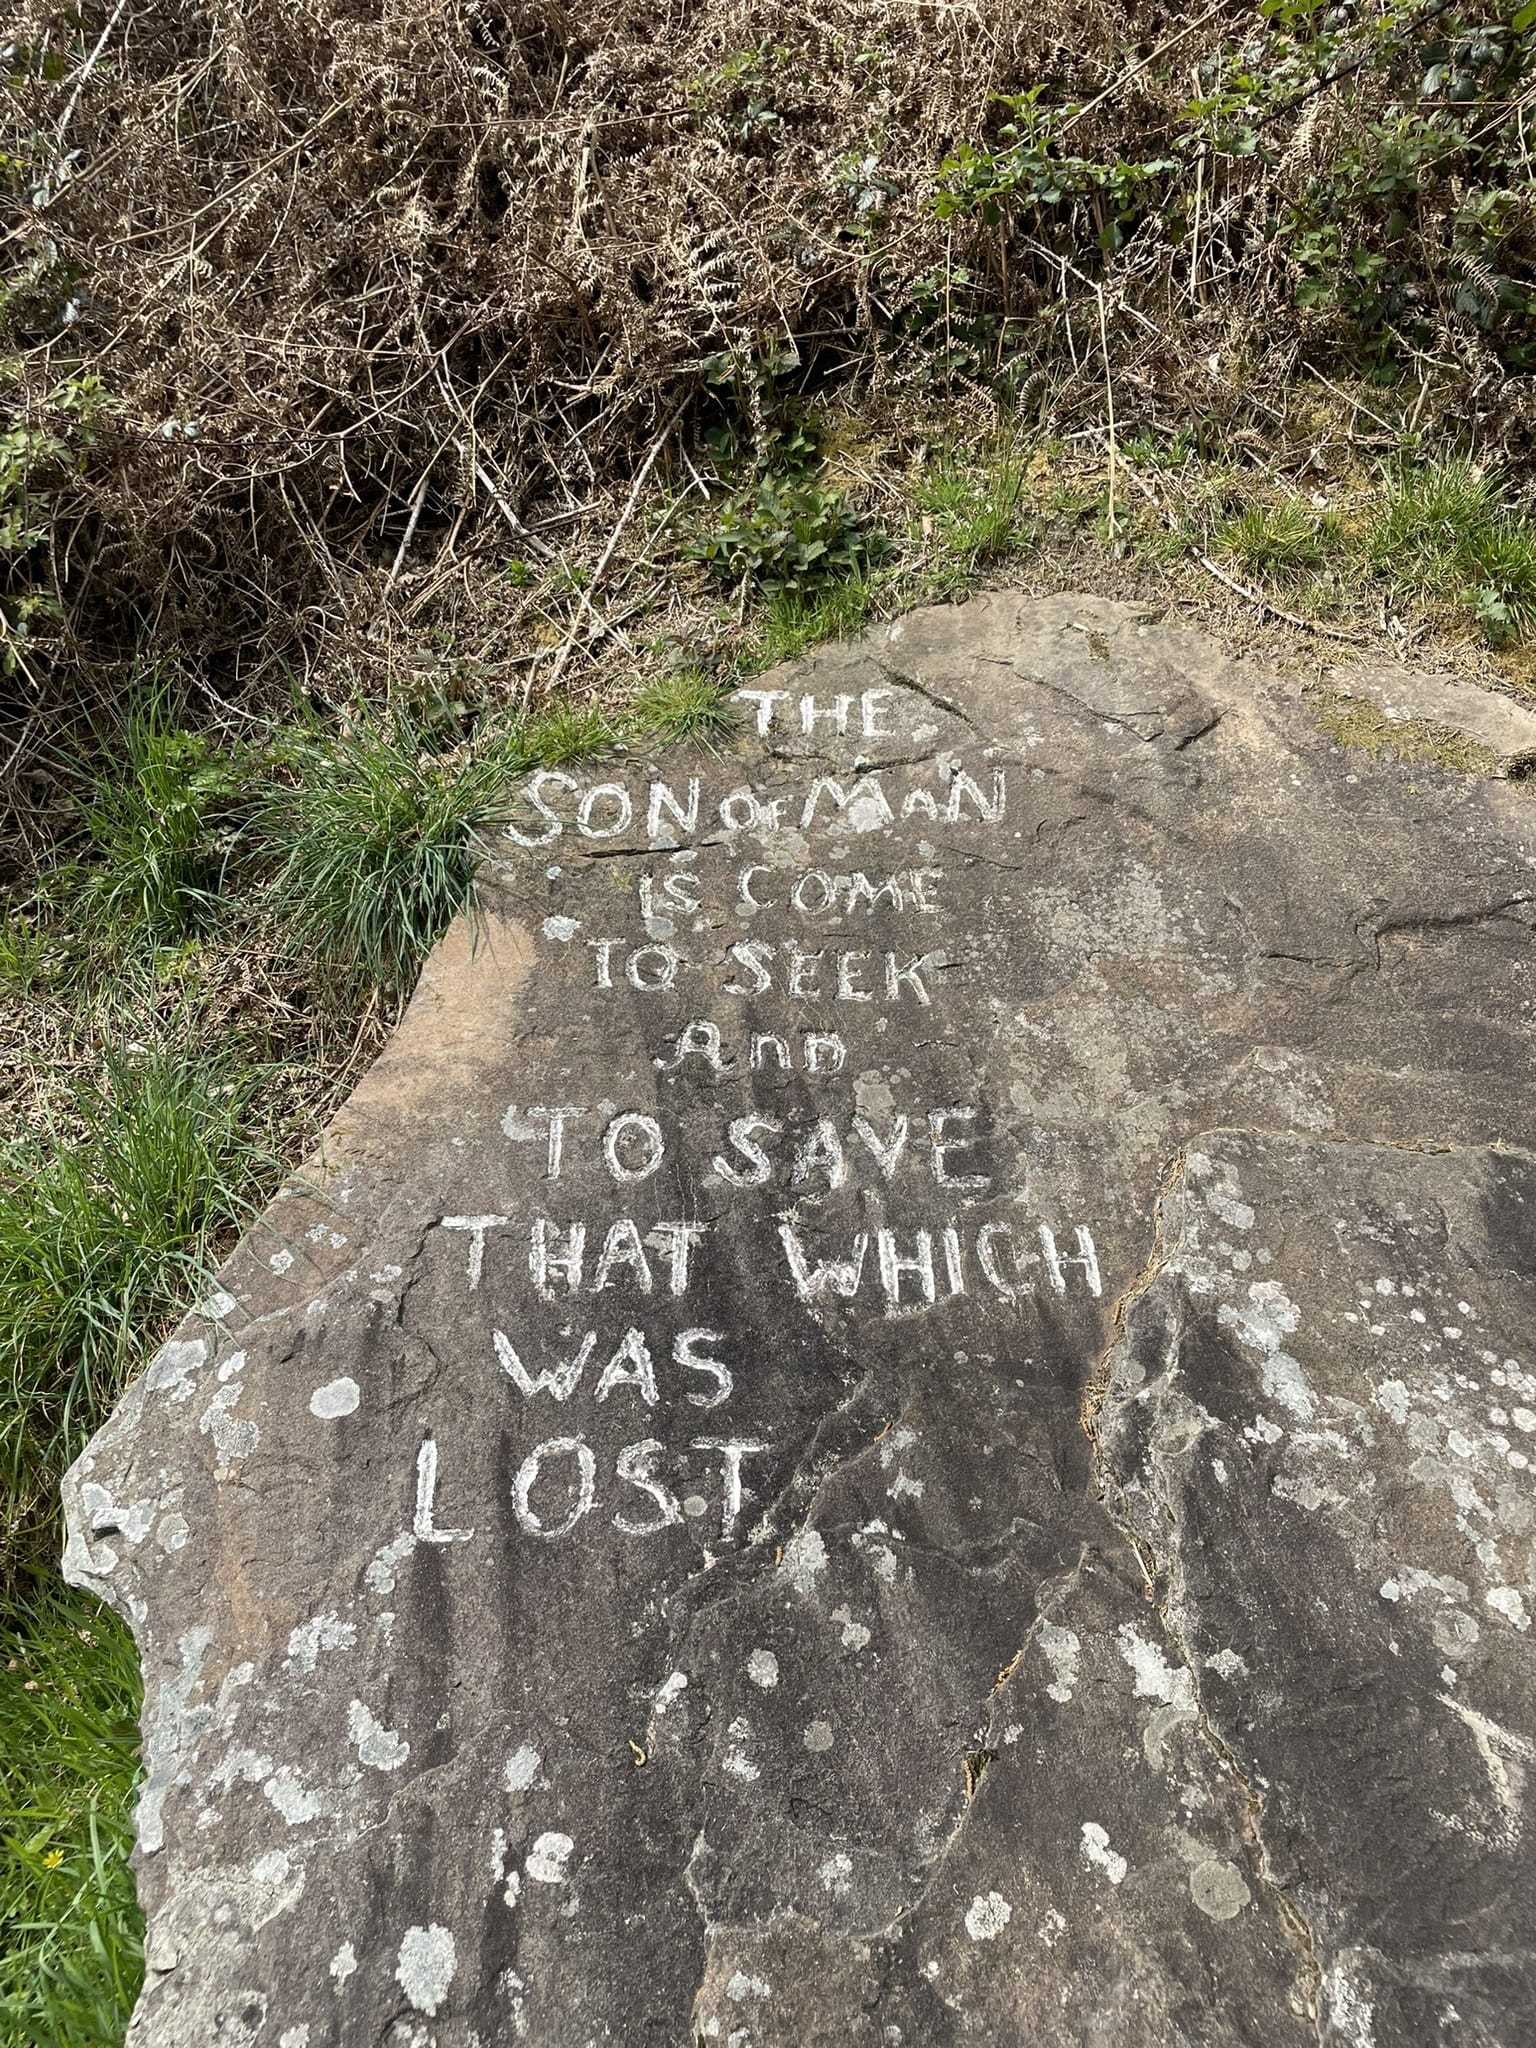 THE
SON OF MaN
IS COME
TO SEEK
AnD
TO SAVE
THAT WHICH
WAS
LOST